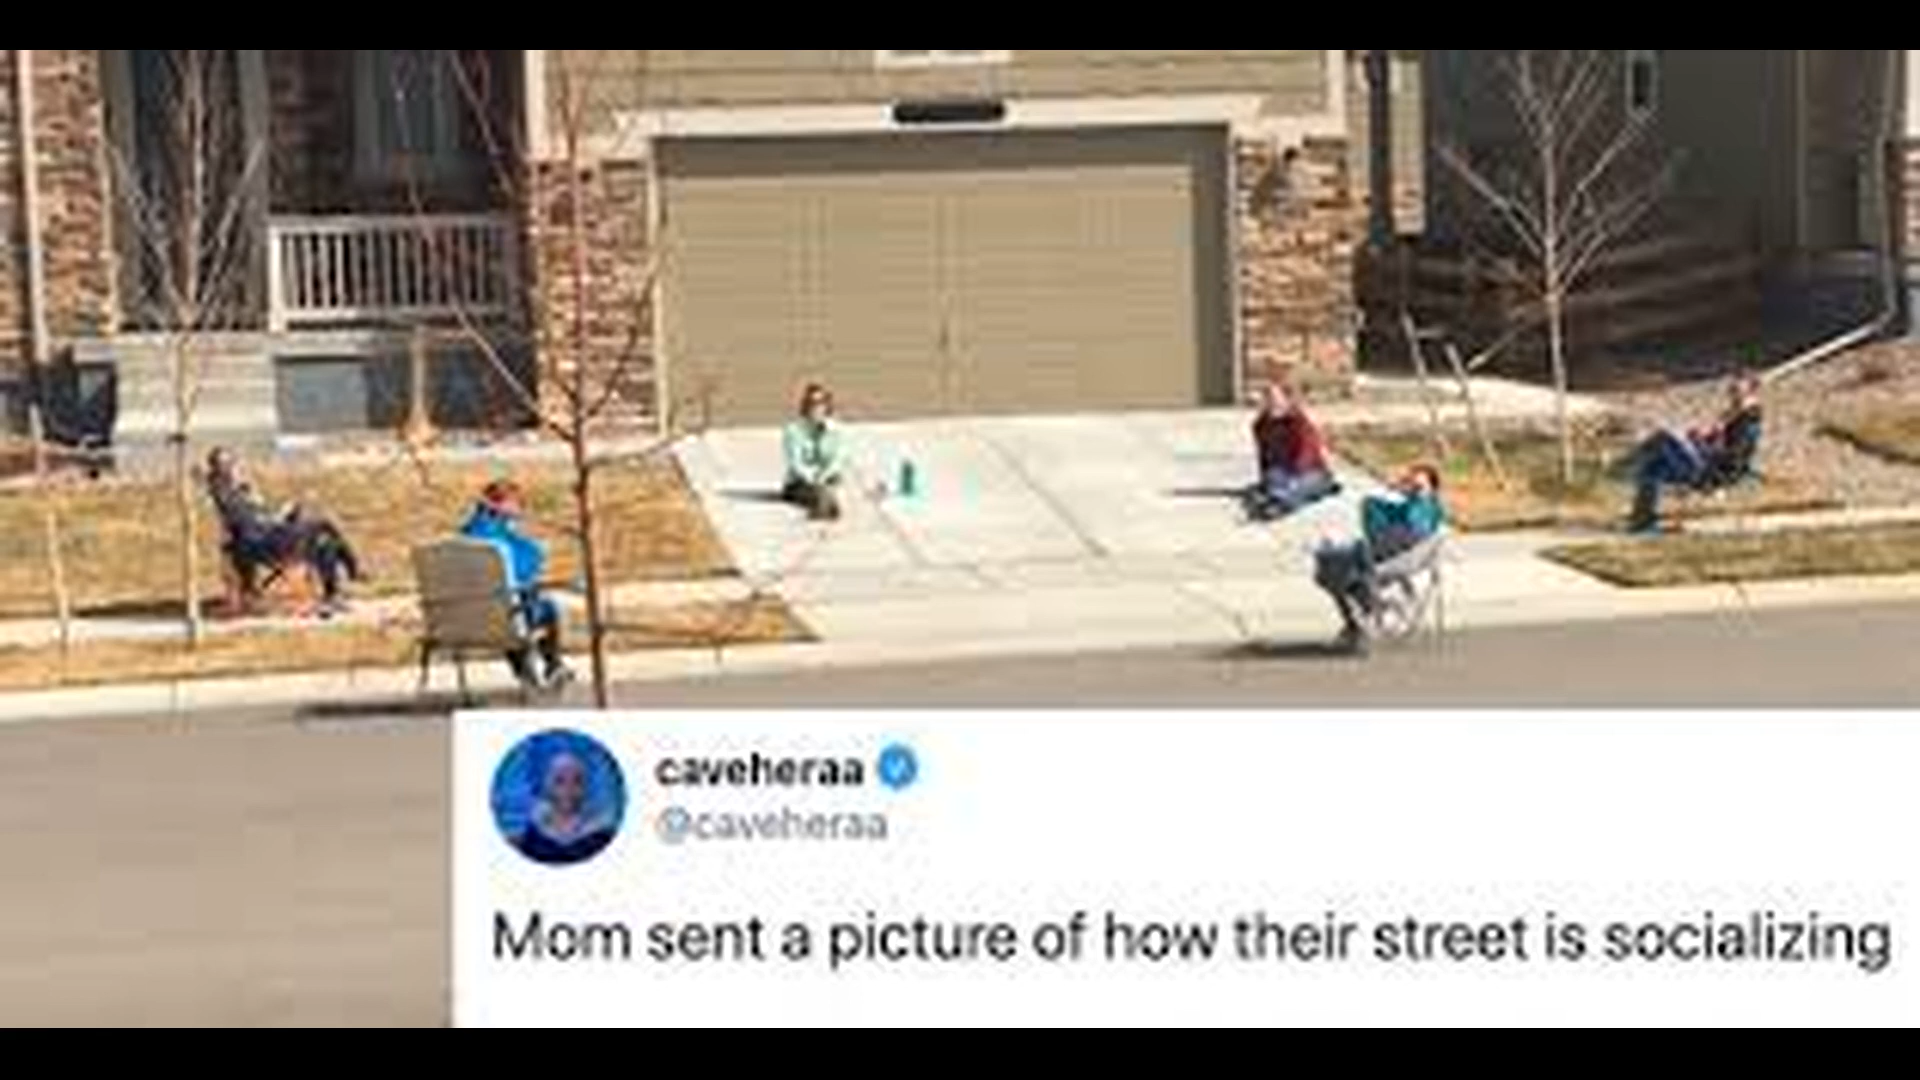 caveheraa
@caveheraa
Mom sent a picture of how their street is socializing